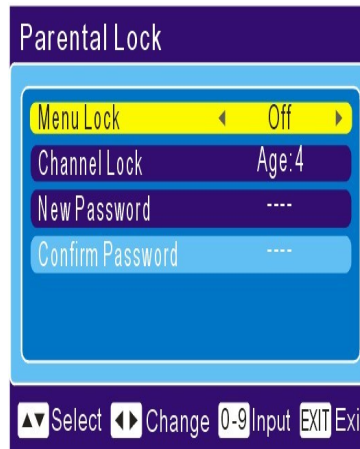 Parental Lock
Menu Lock Off
Channel Lock Age:4
New Password ----
Confirm Password ----
▲▼ Select ◀▶ Change 0-9 Input EXIT Exi